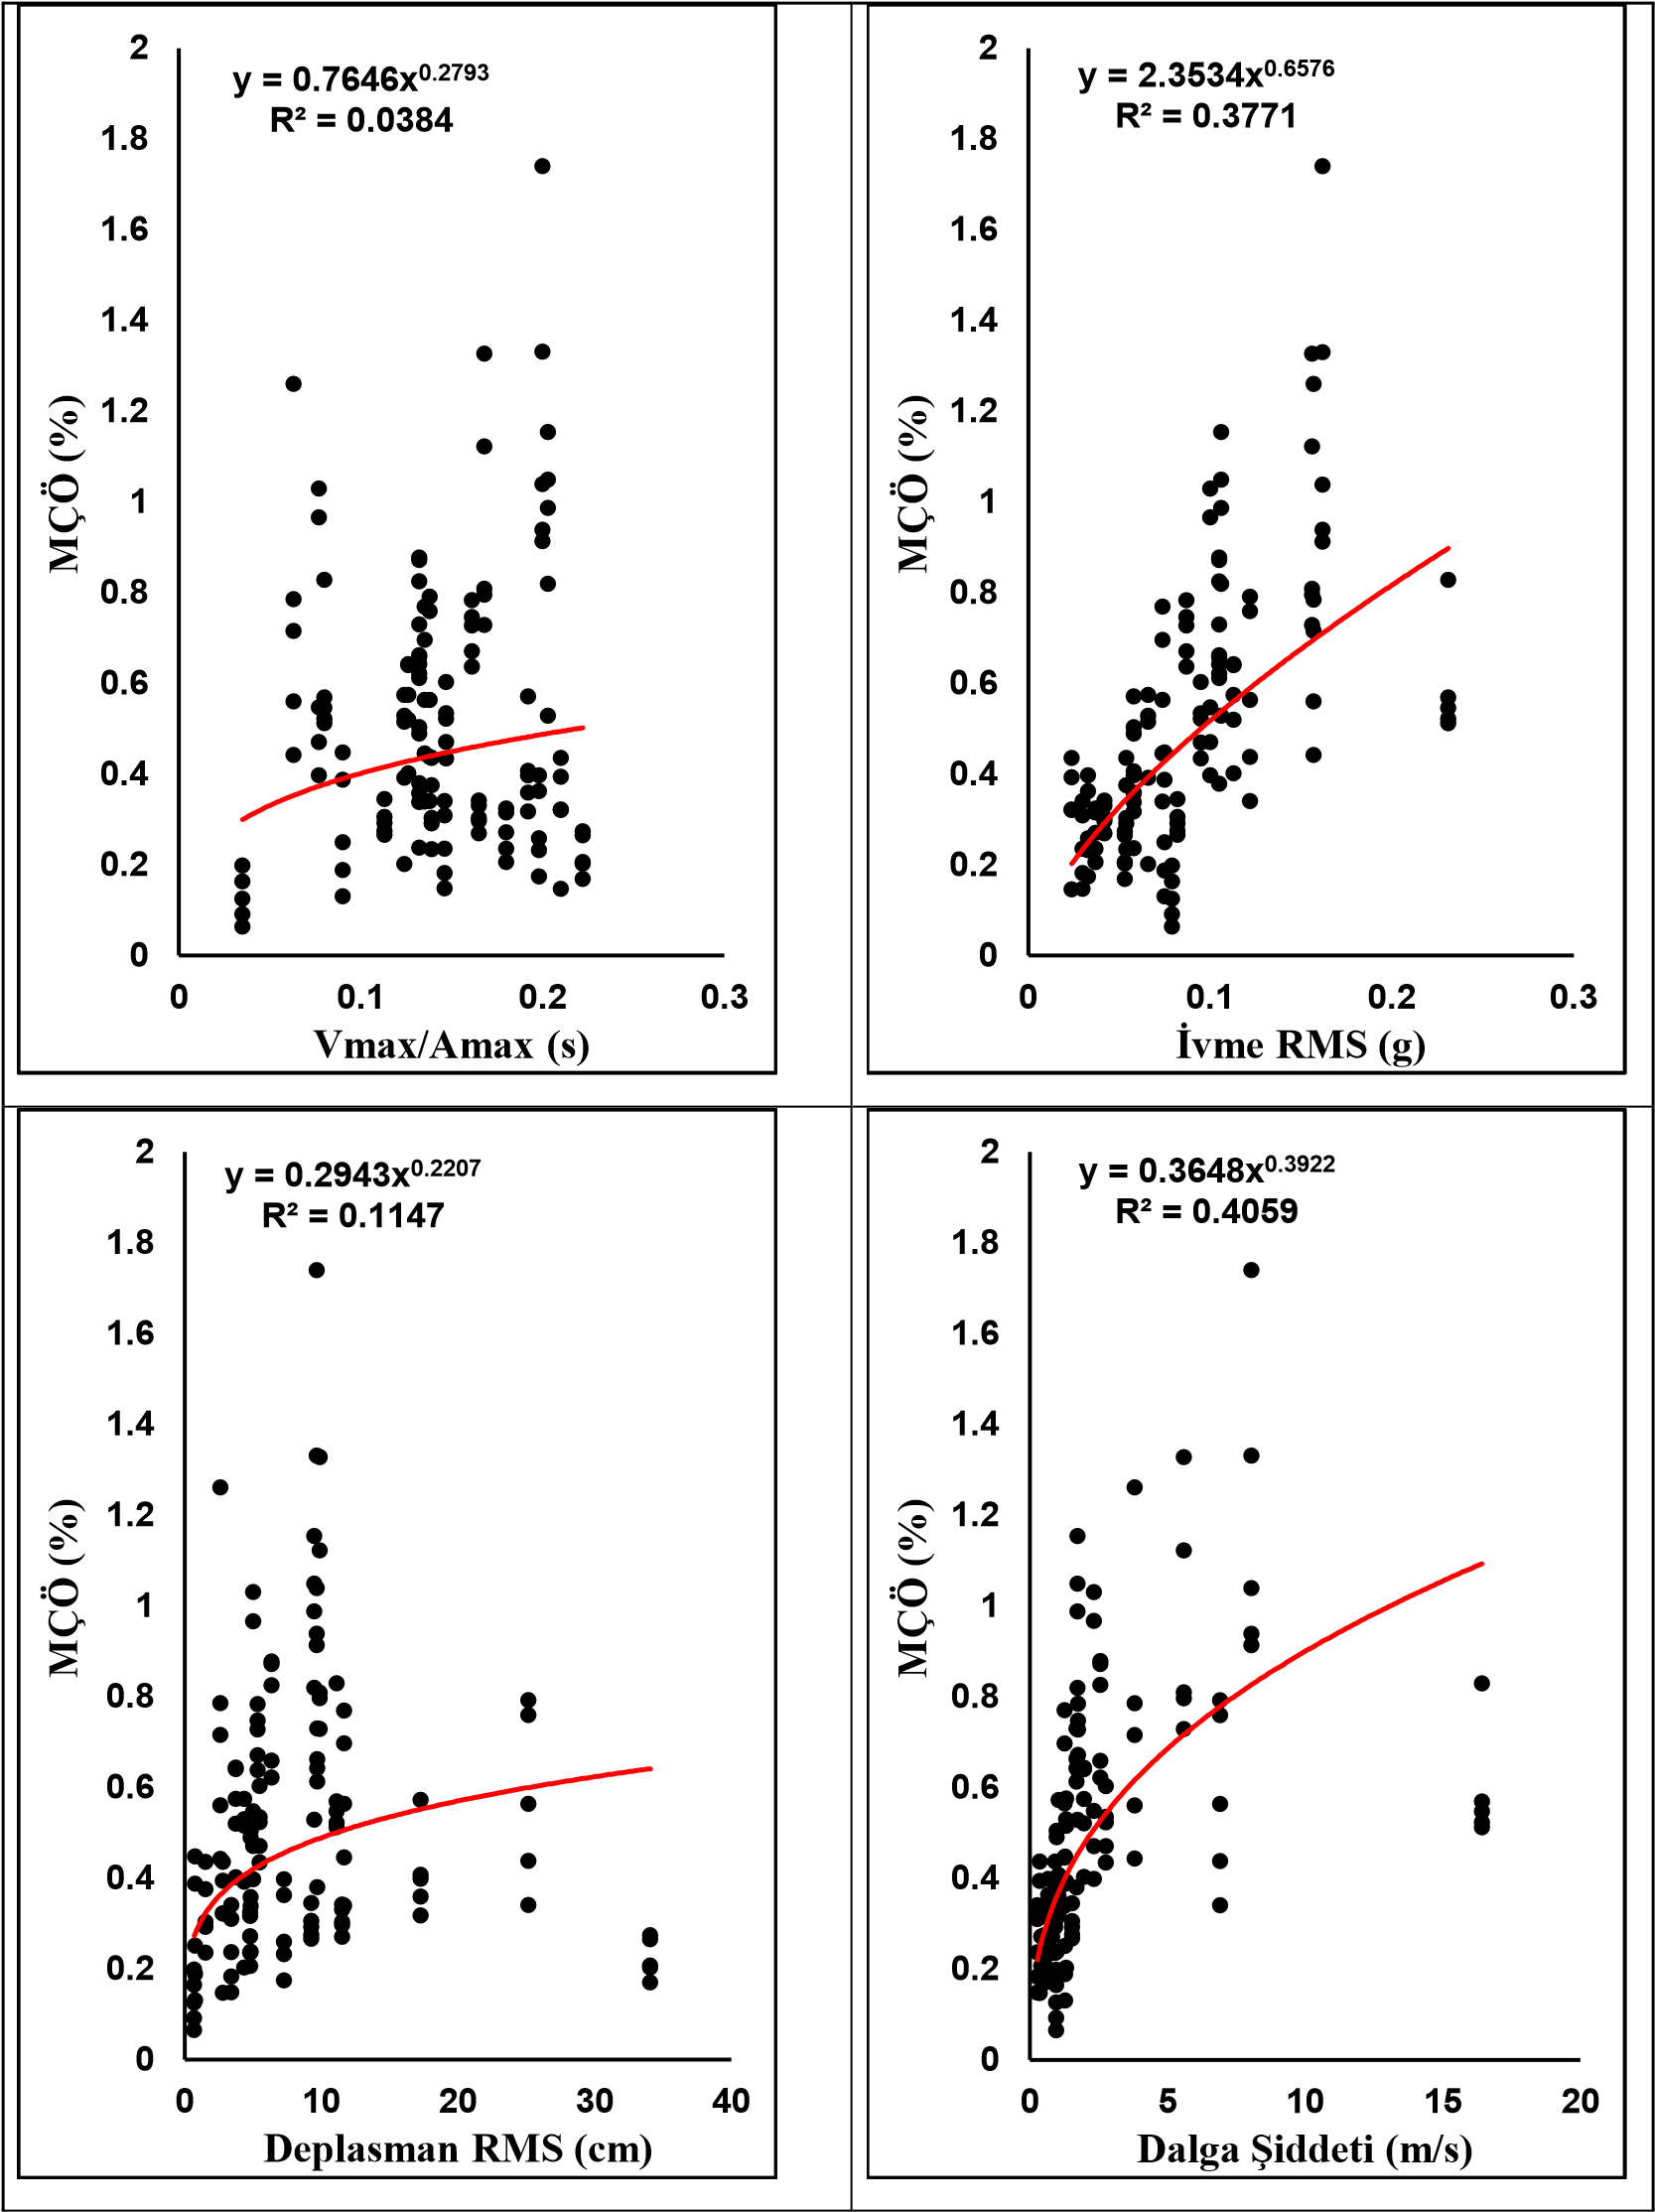 y = 0.7646x^0.2793
R² = 0.0384
2
1.8
1.6
1.4
1.2
1
0.8
0.6
0.4
0.2
0
MÇÖ (%)
0 0.1 0.2 0.3
Vmax/Amax (s)
y = 2.3534x^0.6576
R² = 0.3771
2
1.8
1.6
1.4
1.2
1
0.8
0.6
0.4
0.2
0
MÇÖ (%)
0 0.1 0.2 0.3
İvme RMS (g)
y = 0.2943x^0.2207
R² = 0.1147
2
1.8
1.6
1.4
1.2
1
0.8
0.6
0.4
0.2
0
MÇÖ (%)
0 10 20 30 40
Deplasman RMS (cm)
y = 0.3648x^0.3922
R² = 0.4059
2
1.8
1.6
1.4
1.2
1
0.8
0.6
0.4
0.2
0
MÇÖ (%)
0 5 10 15 20
Dalga Şiddeti (m/s)